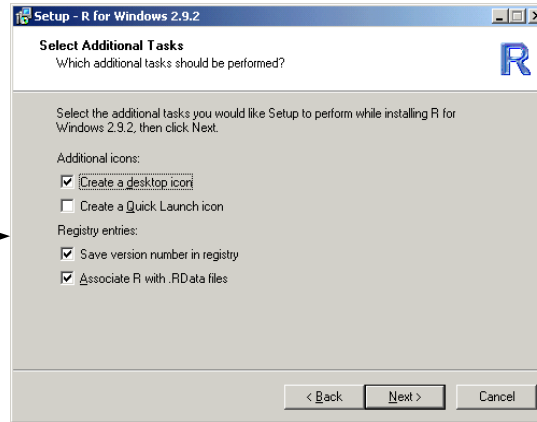 Setup - R for Windows 2.9.2
Select Additional Tasks
Which additional tasks should be performed?
R
Select the additional tasks you would like Setup to perform while installing R for
Windows 2.9.2, then click Next.
Additional icons:
Create a desktop icon
Create a Quick Launch icon
Registry entries:
Save version number in registry
Associate R with .RData files
< Back Next > Cancel